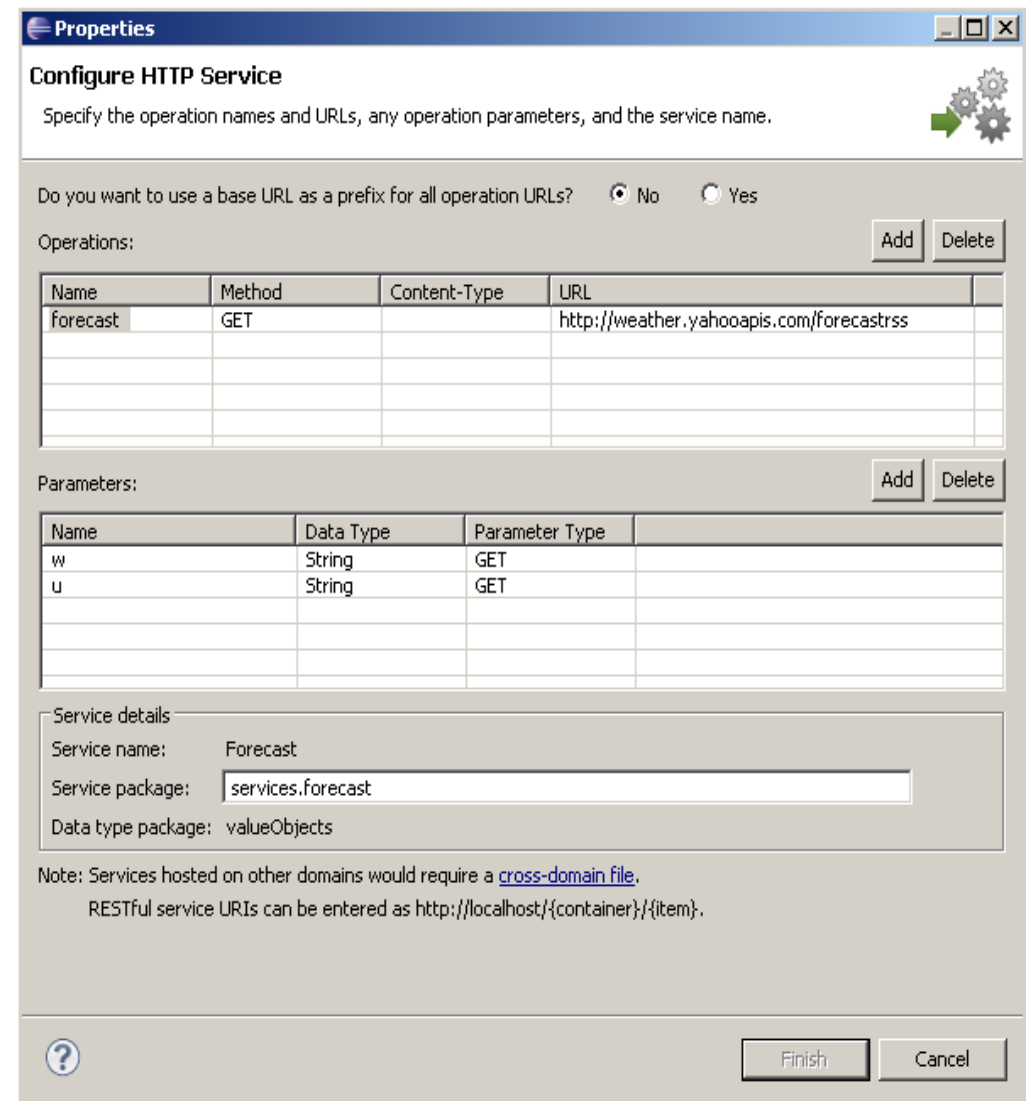 Properties
Configure HTTP Service
Specify the operation names and URLs, any operation parameters, and the service name.
Do you want to use a base URL as a prefix for all operation URLs? No Yes
Operations: Add Delete
Name Method Content-Type URL
forecast GET http://weather.yahooapis.com/forecastrss
Parameters: Add Delete
Name Data Type Parameter Type
w String GET
u String GET
Service details
Service name: Forecast
Service package: services.forecast
Data type package: valueObjects
Note: Services hosted on other domains would require a cross-domain file.
RESTful service URIs can be entered as http://localhost/{container}/{item}.
? Finish Cancel